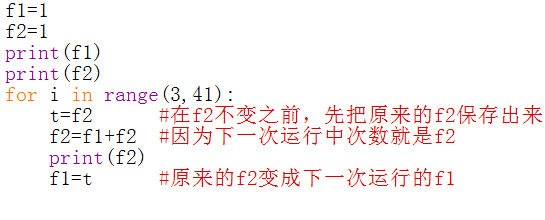 f1=1
f2=1
print(f1)
print(f2)
for i in range(3,41):
    t=f2      #在f2不变之前，先把原来的f2保存出来
    f2=f1+f2  #因为下一次运行中次数就是f2
    print(f2)
    f1=t      #原来的f2变成下一次运行的f1